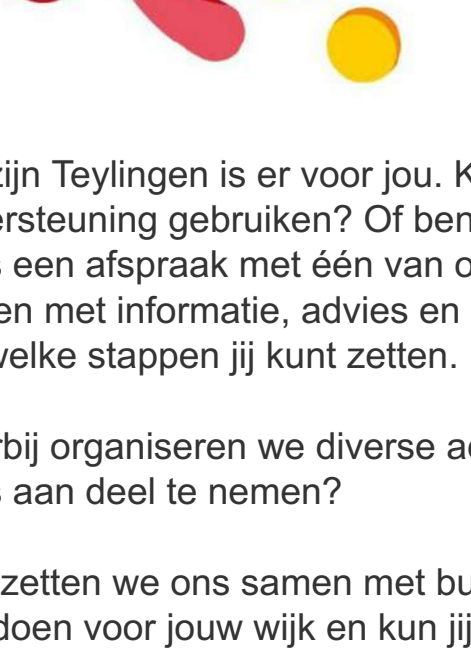 zijn Teylingen is er voor jou. K
ersteuning gebruiken? Of ben
s een afspraak met één van o
en met informatie, advies en
welke stappen jij kunt zetten.
rbij organiseren we diverse ac
s aan deel te nemen?
zetten we ons samen met bu
doen voor jouw wijk en kun jij